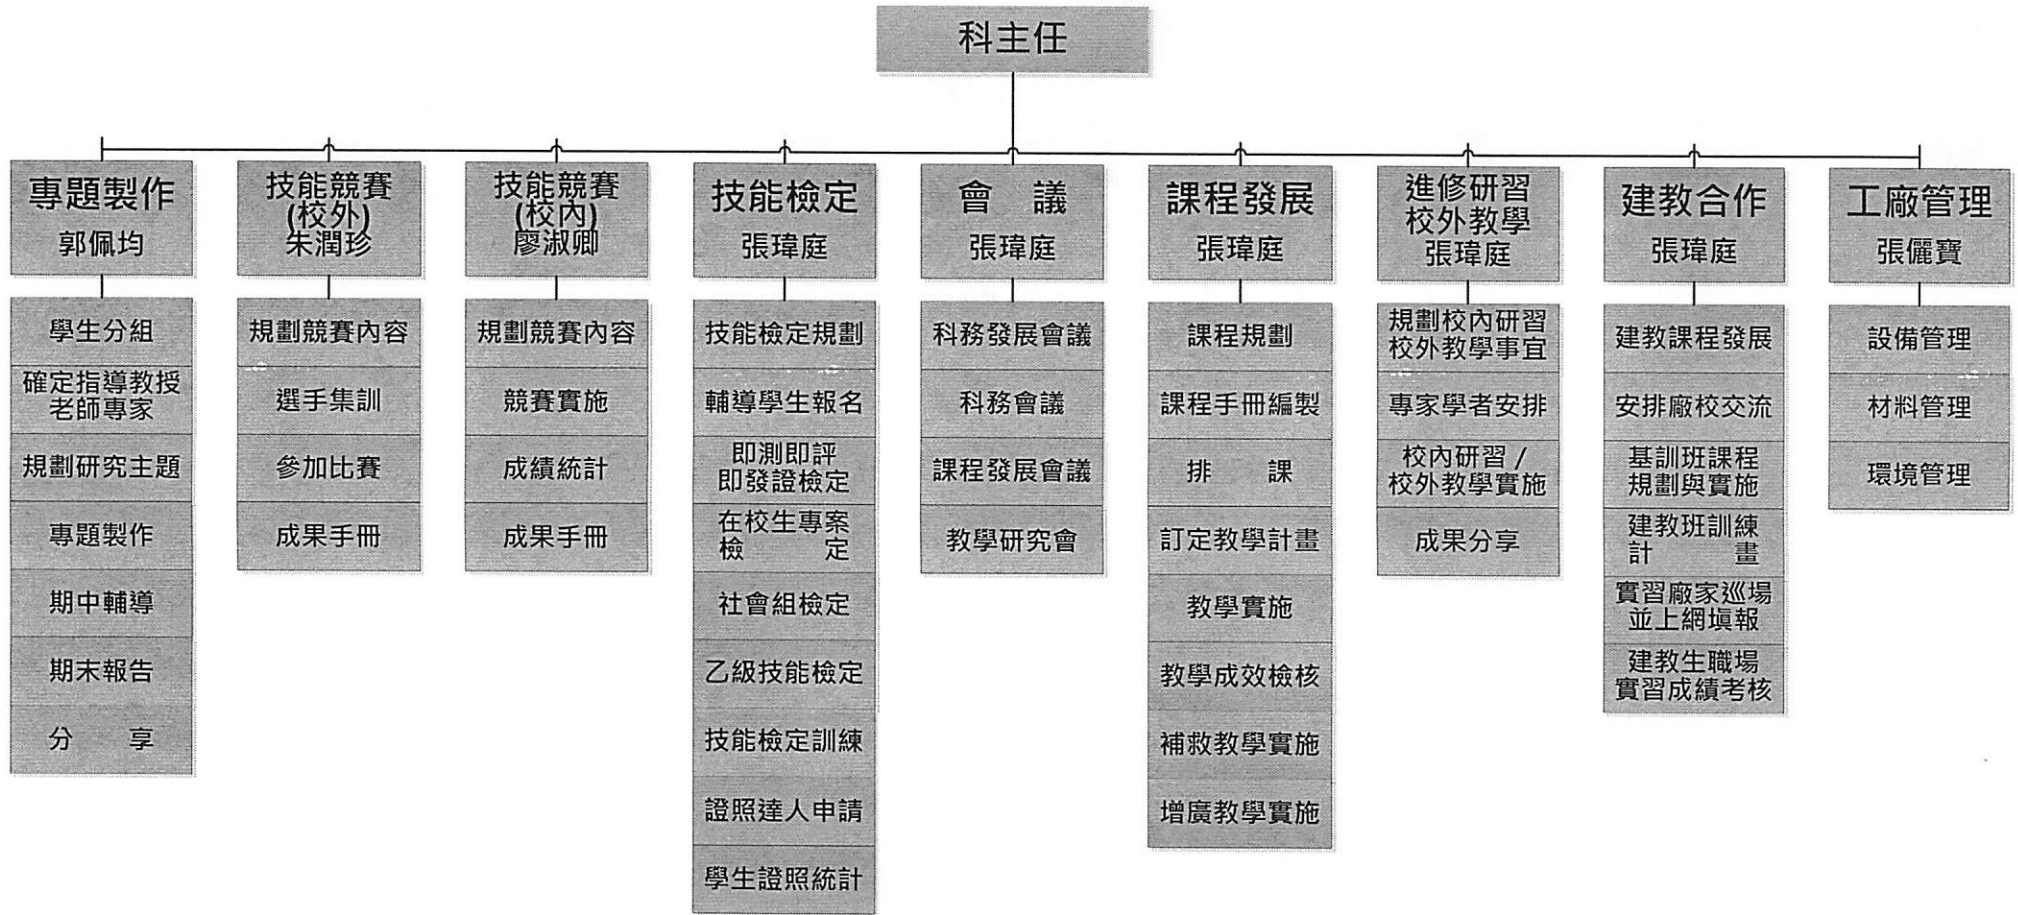 科主任
專題製作
郭佩均
學生分組
確定指導教授
老師專家
規劃研究主題
專題製作
期中輔導
期末報告
分　　享
技能競賽
(校外)
朱潤珍
規劃競賽內容
選手集訓
參加比賽
成果手冊
技能競賽
(校內)
廖淑卿
規劃競賽內容
競賽實施
成績統計
成果手冊
技能檢定
張瑋庭
技能檢定規劃
輔導學生報名
即測即評
即發證檢定
在校生專案
檢　　　定
社會組檢定
乙級技能檢定
技能檢定訓練
證照達人申請
學生證照統計
會　議
張瑋庭
科務發展會議
科務會議
課程發展會議
教學研究會
課程發展
張瑋庭
課程規劃
課程手冊編製
排　　課
訂定教學計畫
教學實施
教學成效檢核
補救教學實施
增廣教學實施
進修研習
校外教學
張瑋庭
規劃校內研習
校外教學事宜
專家學者安排
校內研習 /
校外教學實施
成果分享
建教合作
張瑋庭
建教課程發展
安排廠校交流
基訓班課程
規劃與實施
建教班訓練
計　　　畫
實習廠家巡場
並上網填報
建教生職場
實習成績考核
工廠管理
張儷寶
設備管理
材料管理
環境管理